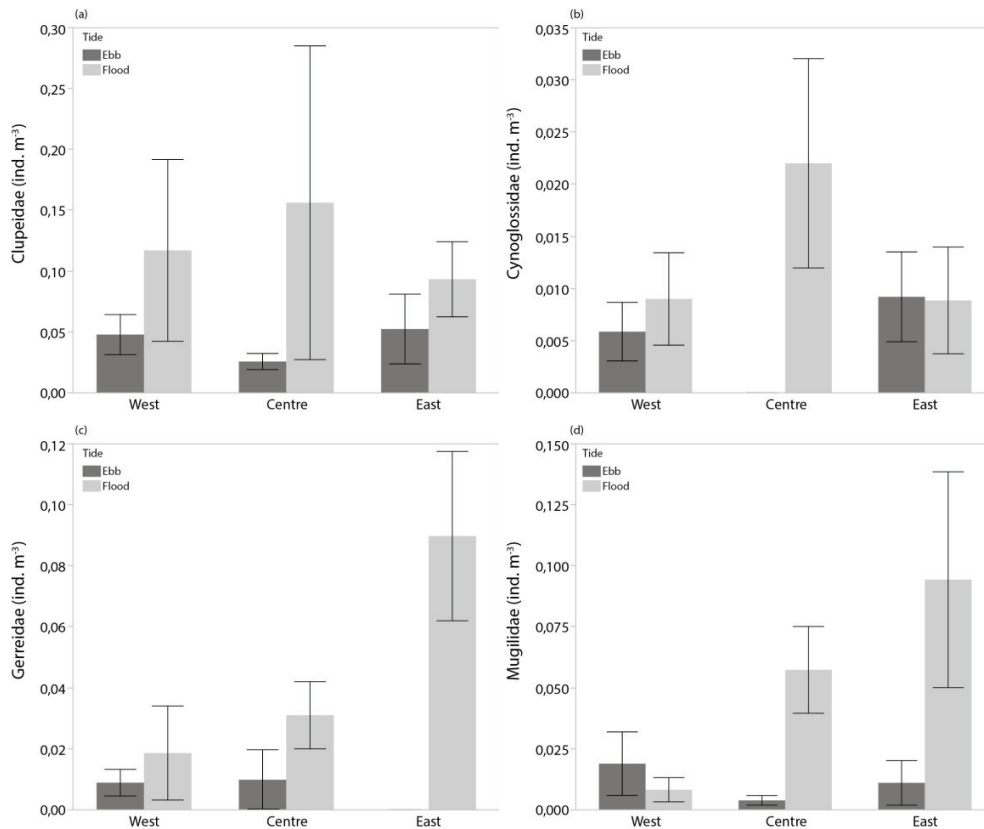 (a)
Tide
Ebb
Flood
Clupeidae (ind. m⁻³)
0,30
0,25
0,20
0,15
0,10
0,05
0,00
West Centre East
(b)
Tide
Ebb
Flood
Cynoglossidae (ind. m⁻³)
0,035
0,030
0,025
0,020
0,015
0,010
0,005
0,000
West Centre East
(c)
Tide
Ebb
Flood
Gerreidae (ind. m⁻³)
0,12
0,10
0,08
0,06
0,04
0,02
0,00
West Centre East
(d)
Tide
Ebb
Flood
Mugilidae (ind. m⁻³)
0,150
0,125
0,100
0,075
0,050
0,025
0,000
West Centre East